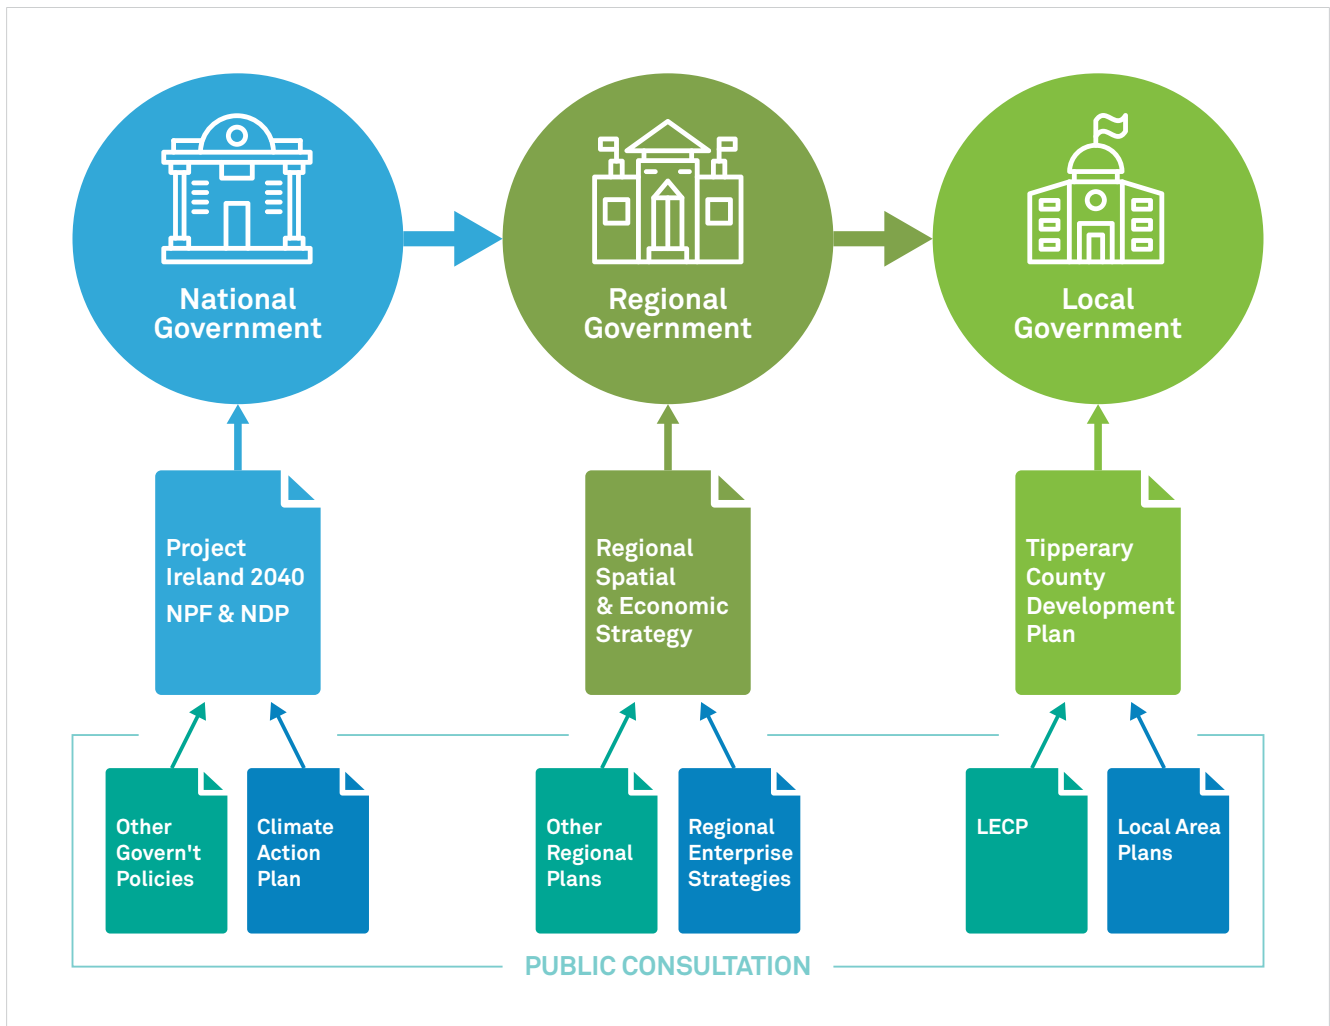 National
Government
Regional
Government
Local
Government
Project
Ireland 2040
NPF & NDP
Regional
Spatial
& Economic
Strategy
Tipperary
County
Development
Plan
Other
Govern't
Policies
Climate
Action
Plan
Other
Regional
Plans
Regional
Enterprise
Strategies
LECP
Local Area
Plans
PUBLIC CONSULTATION